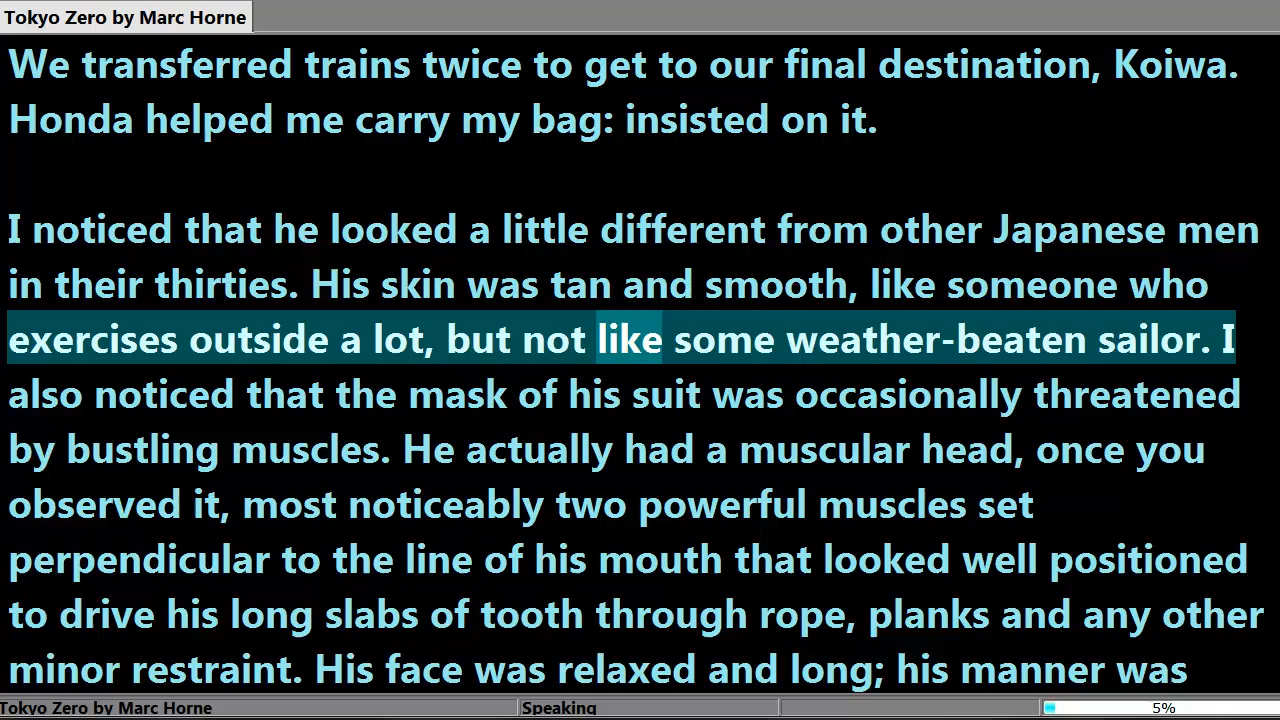 Tokyo Zero by Marc Horne
We transferred trains twice to get to our final destination, Koiwa.
Honda helped me carry my bag: insisted on it.
I noticed that he looked a little different from other Japanese men
in their thirties. His skin was tan and smooth, like someone who
exercises outside a lot, but not like some weather-beaten sailor. I
also noticed that the mask of his suit was occasionally threatened
by bustling muscles. He actually had a muscular head, once you
observed it, most noticeably two powerful muscles set
perpendicular to the line of his mouth that looked well positioned
to drive his long slabs of tooth through rope, planks and any other
minor restraint. His face was relaxed and long; his manner was
Tokyo Zero by Marc Horne Speaking 5%